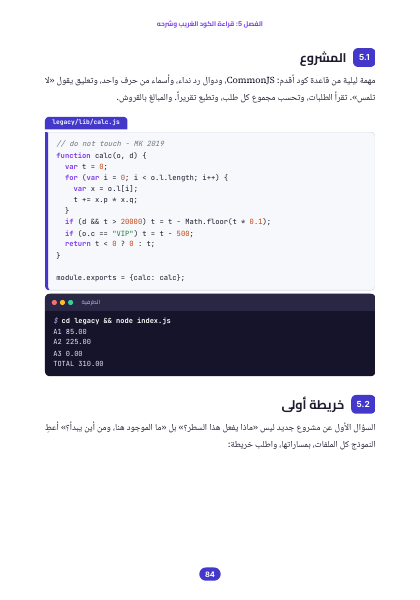 الفصل 5: قراءة الكود الغريب وشرحه
5.1 المشروع
مهمة ليلية من قاعدة كود أقدم: CommonJS، ودوال رد نداء، وأسماء من حرف واحد، وتعليق يقول «لا
تلمس». تقرأ الطلبات، وتحسب مجموع كل طلب، وتطبع تقريراً. والمبالغ بالقروش.
legacy/lib/calc.js
// do not touch - MK 2019
function calc(o, d) {
  var t = 0;
  for (var i = 0; i < o.l.length; i++) {
    var x = o.l[i];
    t += x.p * x.q;
  }
  if (d && t > 20000) t = t - Math.floor(t * 0.1);
  if (o.c == "VIP") t = t - 500;
  return t < 0 ? 0 : t;
}
module.exports = {calc: calc};
الطرفية
$ cd legacy && node index.js
A1 85.00
A2 225.00
A3 0.00
TOTAL 310.00
5.2 خريطة أولى
السؤال الأول عن مشروع جديد ليس «ماذا يفعل هذا السطر؟» بل «ما الموجود هنا، ومن أين يبدأ؟» أعطِ
النموذج كل الملفات، بمساراتها، واطلب خريطة:
84